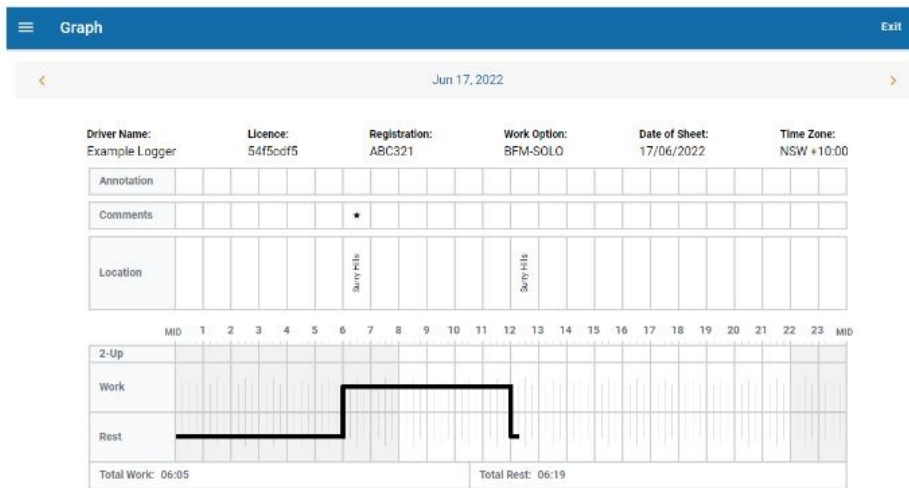 Graph Exit
Jun 17, 2022
Driver Name: Licence: Registration: Work Option: Date of Sheet: Time Zone:
Example Logger 54f5cdf5 ABC321 BFM-SOLO 17/06/2022 NSW +10:00
Annotation
Comments
Location Surry Hills Surry Hills
MID 1 2 3 4 5 6 7 8 9 10 11 12 13 14 15 16 17 18 19 20 21 22 23 MID
2-Up
Work
Rest
Total Work: 06:05 Total Rest: 06:19